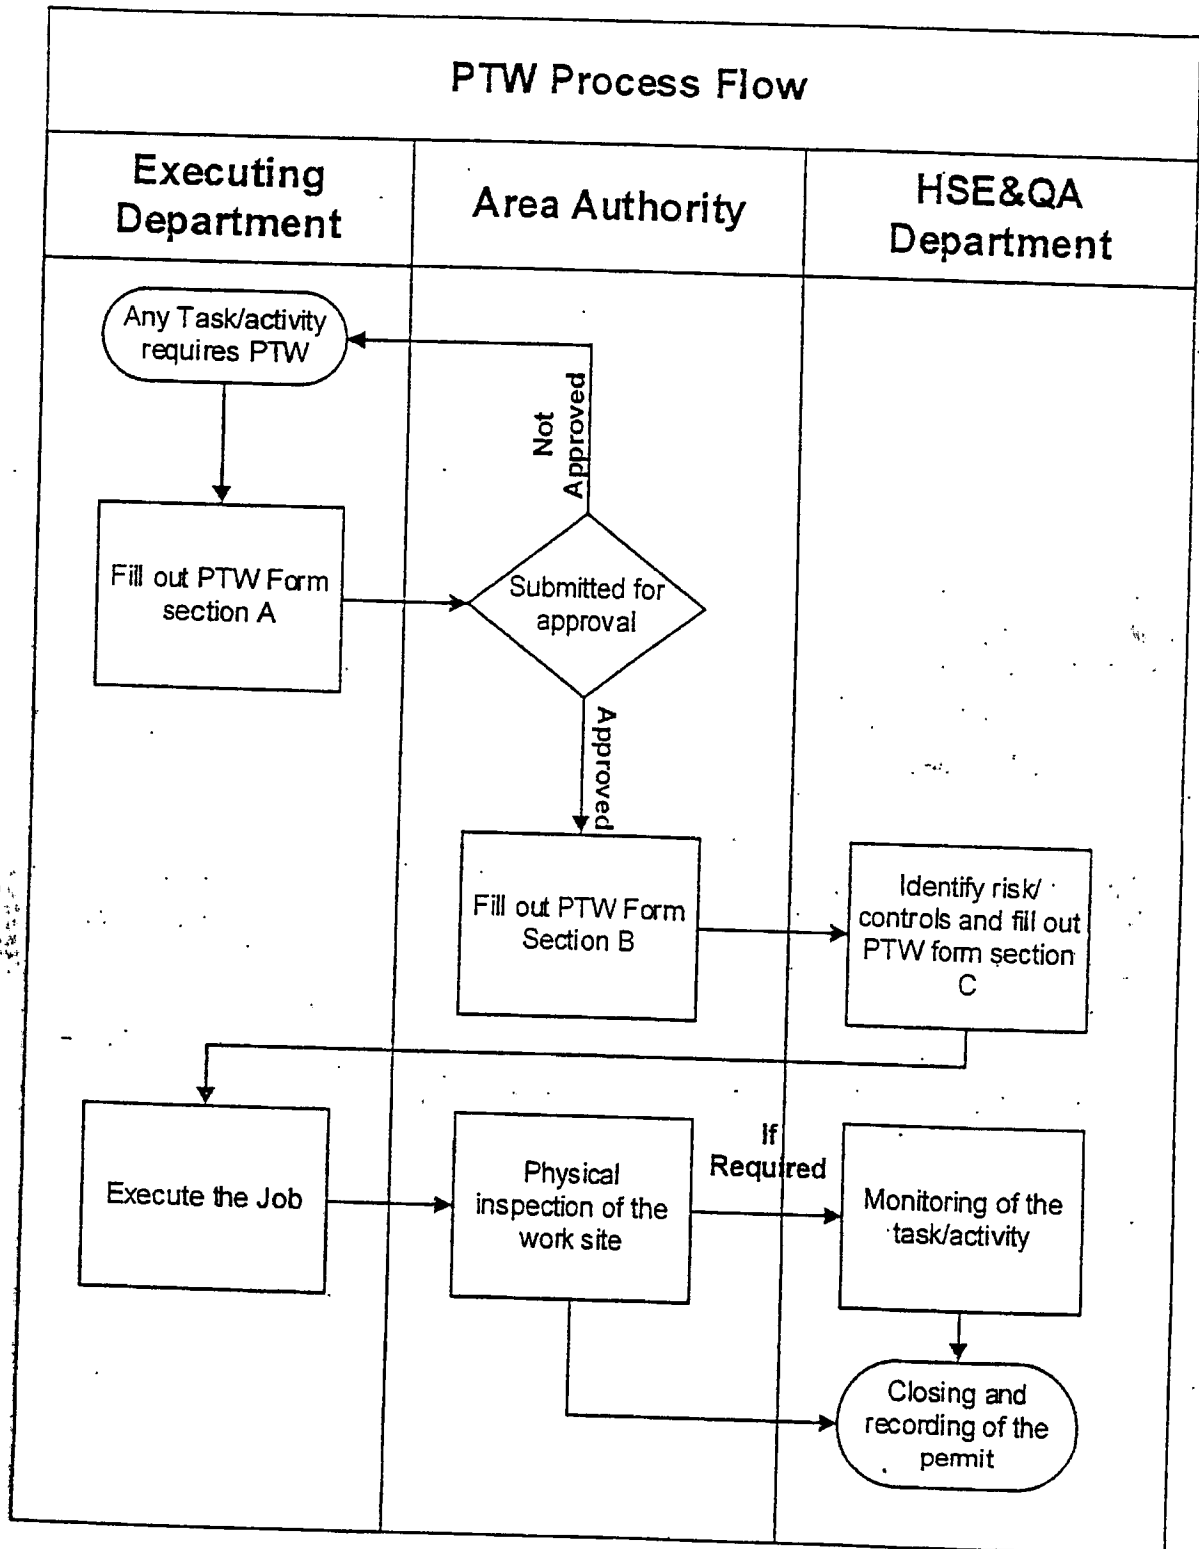 PTW Process Flow
Executing
Department
Area Authority
HSE&QA
Department
Any Task/activity
requires PTW
Not
Approved
Fill out PTW Form
section A
Submitted for
approval
Approved
Fill out PTW Form
Section B
Identify risk/
controls and fill out
PTW form section
C
Execute the Job
Physical
inspection of the
work site
If
Required
Monitoring of the
task/activity
Closing and
recording of the
permit